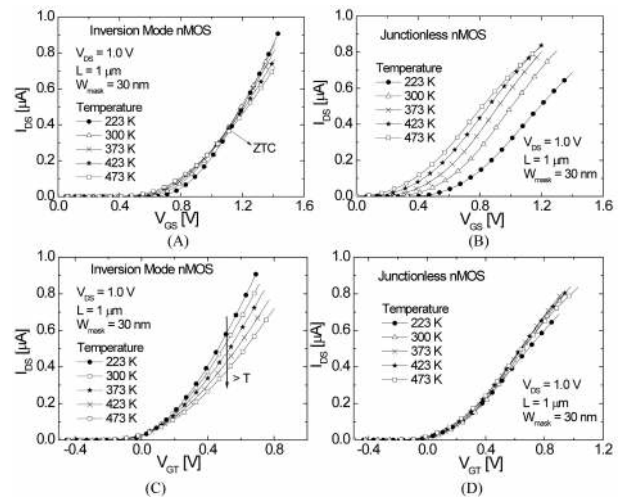 Inversion Mode nMOS
V_DS = 1.0 V
L = 1 μm
W_mask = 30 nm
Temperature
223 K
300 K
373 K
423 K
473 K
ZTC
I_DS [μA]
1.0
0.8
0.6
0.4
0.2
0.0
0.0 0.4 0.8 1.2 1.6
V_GS [V]
(A)
Junctionless nMOS
Temperature
223 K
300 K
373 K
423 K
473 K
V_DS = 1.0 V
L = 1 μm
W_mask = 30 nm
I_DS [μA]
1.0
0.8
0.6
0.4
0.2
0.0
0.0 0.4 0.8 1.2 1.6
V_GS [V]
(B)
Inversion Mode nMOS
V_DS = 1.0 V
L = 1 μm
W_mask = 30 nm
Temperature
223 K
300 K
373 K
423 K
473 K
> T
I_DS [μA]
1.0
0.8
0.6
0.4
0.2
0.0
-0.4 0.0 0.4 0.8
V_GT [V]
(C)
Junctionless nMOS
Temperature
223 K
300 K
373 K
423 K
473 K
V_DS = 1.0 V
L = 1 μm
W_mask = 30 nm
I_DS [μA]
1.0
0.8
0.6
0.4
0.2
0.0
-0.4 0.0 0.4 0.8 1.2
V_GT [V]
(D)